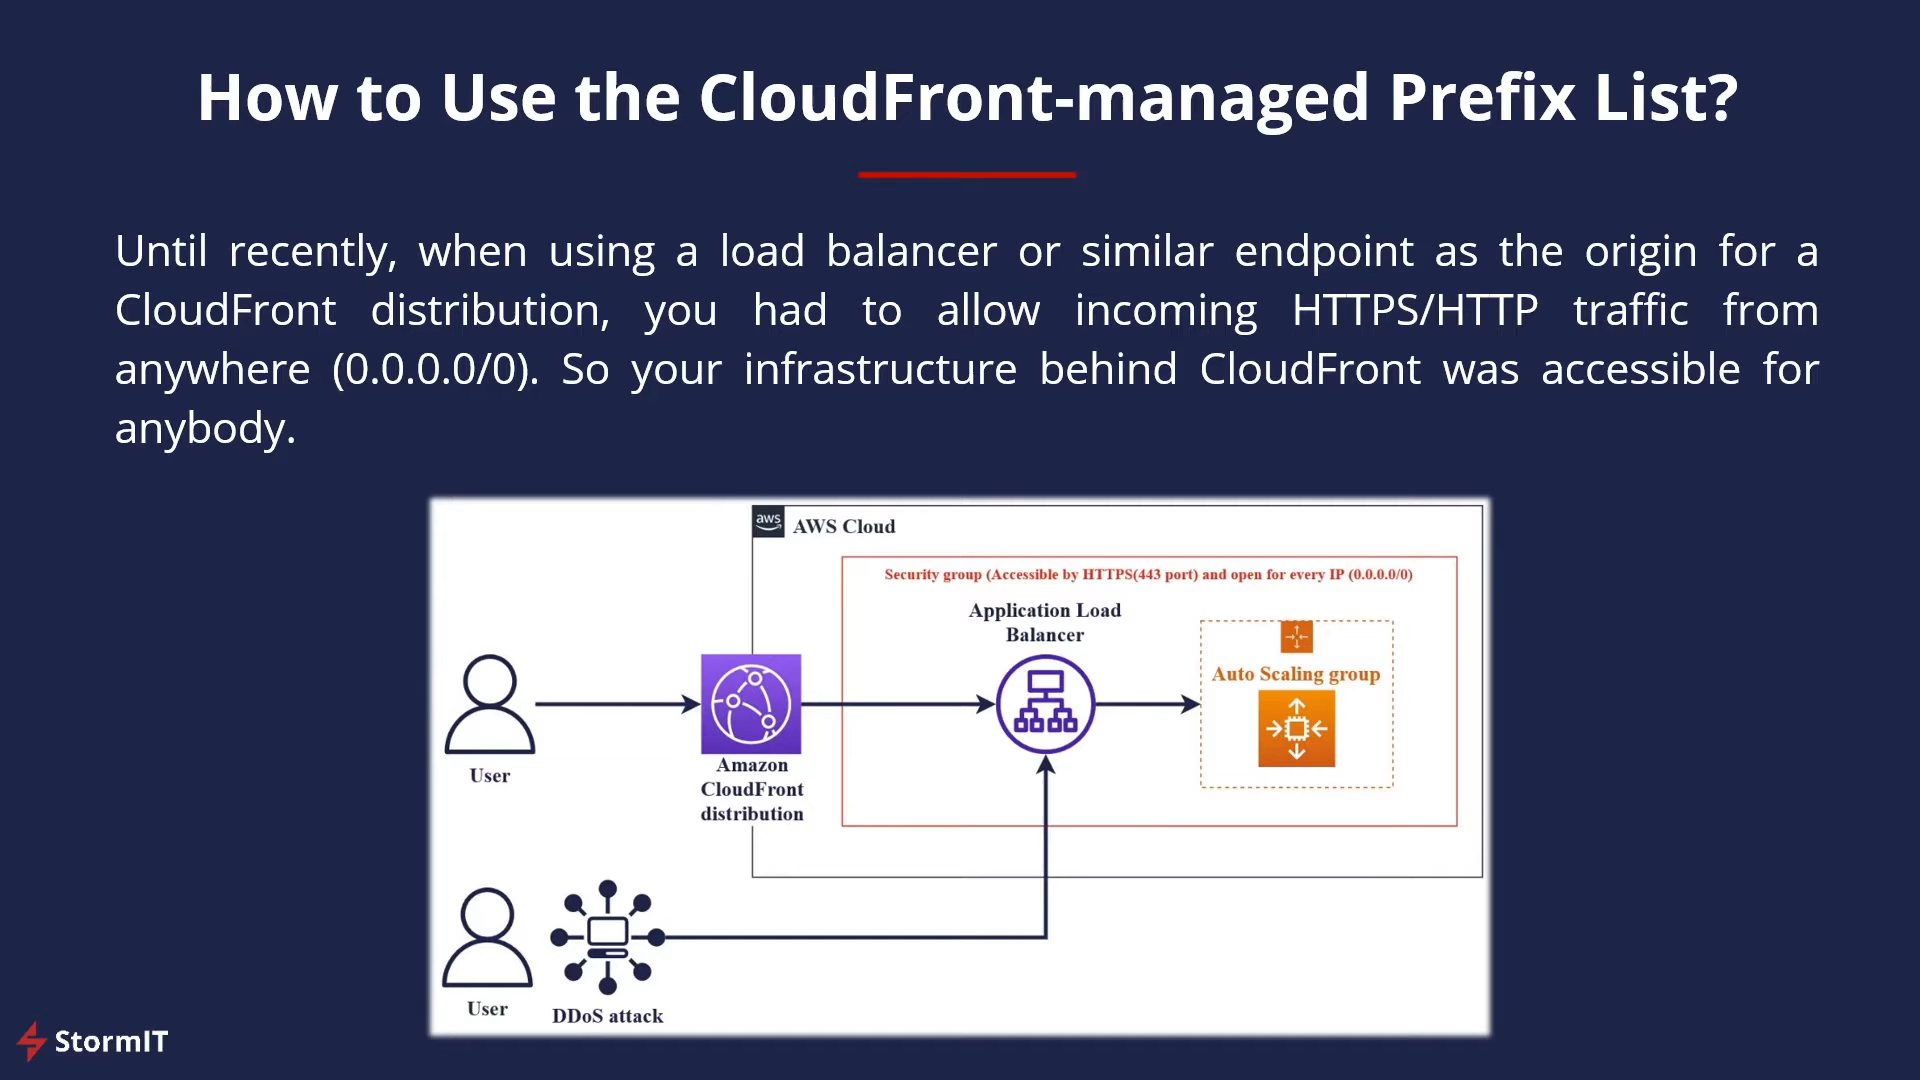 How to Use the CloudFront-managed Prefix List?
Until recently, when using a load balancer or similar endpoint as the origin for a
CloudFront distribution, you had to allow incoming HTTPS/HTTP traffic from
anywhere (0.0.0.0/0). So your infrastructure behind CloudFront was accessible for
anybody.
aws
AWS Cloud
Security group (Accessible by HTTPS(443 port) and open for every IP (0.0.0.0/0)
Application Load
Balancer
Auto Scaling group
User
Amazon
CloudFront
distribution
User
DDoS attack
StormIT